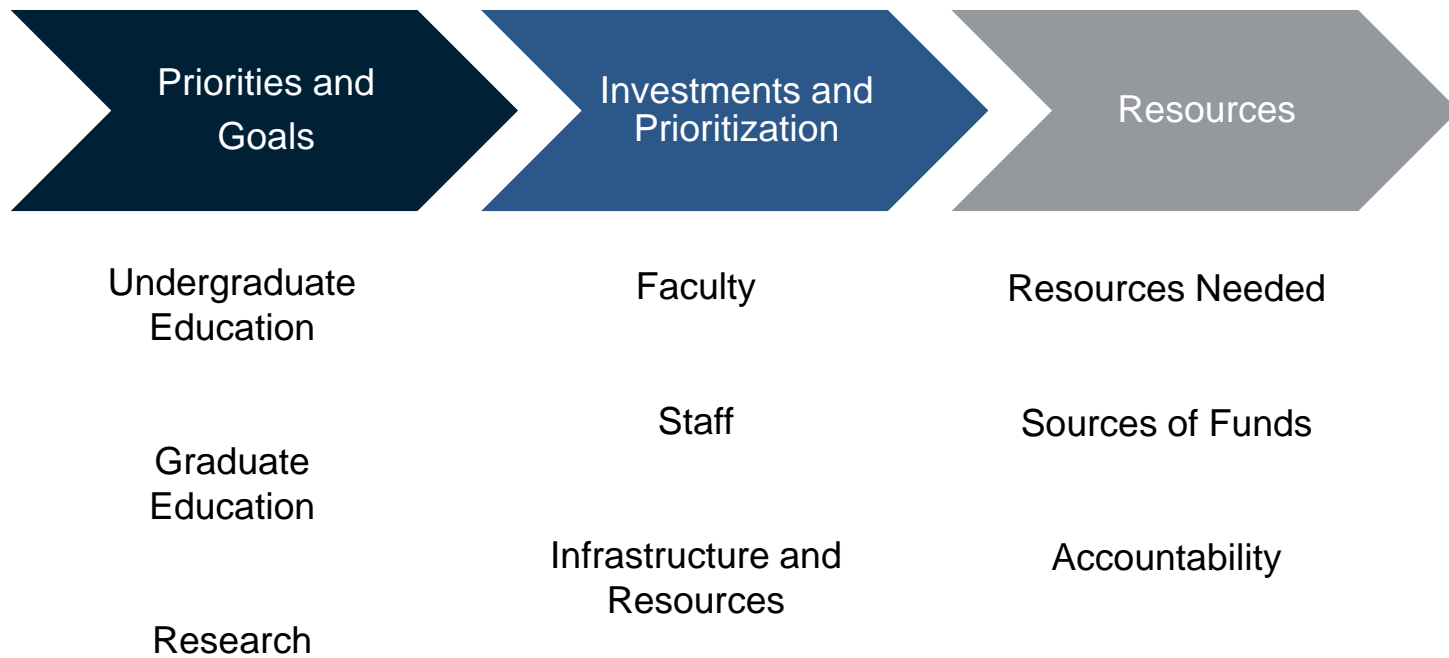 Priorities and
Goals
Investments and
Prioritization
Resources
Undergraduate
Education
Graduate
Education
Research
Faculty
Staff
Infrastructure and
Resources
Resources Needed
Sources of Funds
Accountability